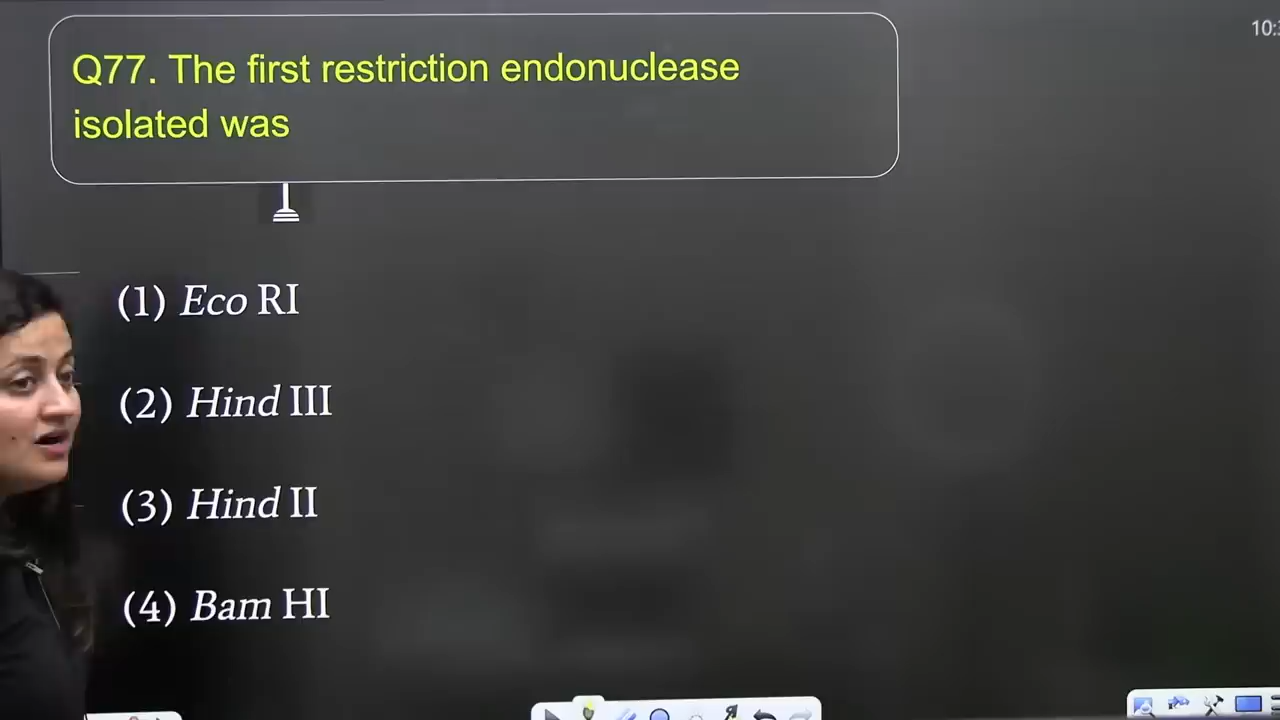 10:
Q77. The first restriction endonuclease
isolated was
(1) Eco RI
(2) Hind III
(3) Hind II
(4) Bam HI